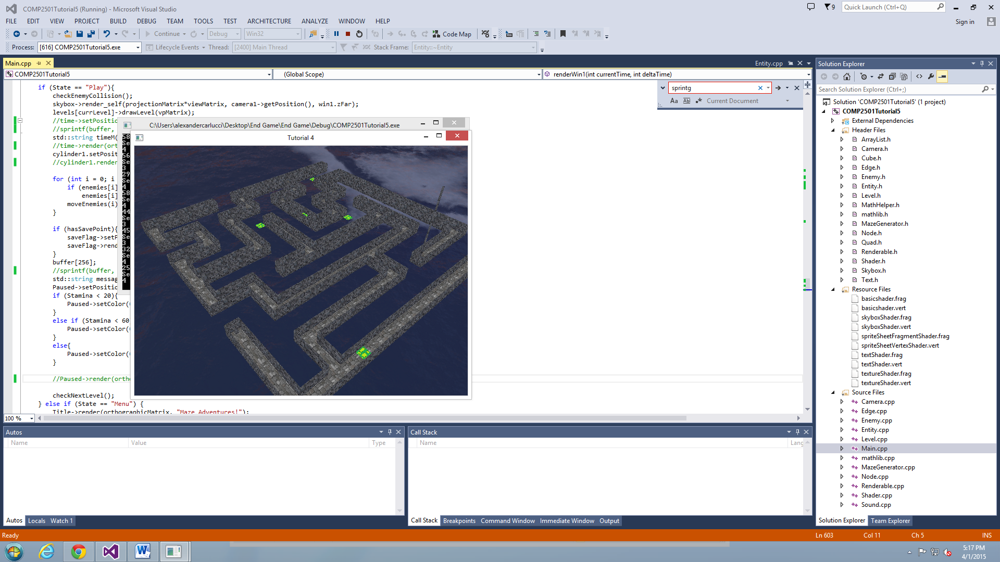 COMP2501Tutorial5 (Running) - Microsoft Visual Studio
9
Quick Launch (Ctrl+Q)
FILE EDIT VIEW PROJECT BUILD DEBUG TEAM TOOLS TEST ARCHITECTURE ANALYZE WINDOW HELP
Sign in
Continue Debug Win32 Code Map
Process: [616] COMP2501Tutorial5.exe Lifecycle Events Thread: [2400] Main Thread Stack Frame: Entity::~Entity
Main.cpp
Entity.cpp
COMP2501Tutorial5 (Global Scope) renderWin1(int currentTime, int deltaTime)
sprintg
Aa Ab Current Document
if (State == "Play"){
checkEnemyCollision();
skybox->render_self(projectionMatrix*viewMatrix, camera1->getPosition(), win1.zFar);
levels[currLevel]->drawLevel(vpMatrix);
//time->setPositio
//sprintf(buffer,
std::string timeM(
//time->render(ort
cylinder1.setPosit
//cylinder1.render
for (int i = 0; i
if (enemies[i]
enemies[i]
moveEnemies(i)
}
if (hasSavePoint){
saveFlag->setP
saveFlag->rend
}
buffer[256];
//sprintf(buffer,
std::string messag
Paused->setPositic
if (Stamina < 20){
Paused->setColor(
}
else if (Stamina < 60
Paused->setColor(
}
else{
Paused->setColor(
}
//Paused->render(orth
checkNextLevel();
} else if (State == "Menu") {
Title->render(orthographicMatrix, "Maze Adventures!");
C:\Users\alexandercarlucci\Desktop\End Game\End Game\Debug\COMP2501Tutorial5.exe
58
Se
4
56
Se
3
29
Se
4
58
Se
4
44
Se
3
45
Se
3
32
Se
4
25
Se
4
Tutorial 4
100 %
Autos
Name Value Type
Autos Locals Watch 1
Call Stack
Name Lang
Call Stack Breakpoints Command Window Immediate Window Output
Solution Explorer
Search Solution Explorer (Ctrl+;)
Solution 'COMP2501Tutorial5' (1 project)
COMP2501Tutorial5
External Dependencies
Header Files
ArrayList.h
Camera.h
Cube.h
Edge.h
Enemy.h
Entity.h
Level.h
MathHelper.h
mathlib.h
MazeGenerator.h
Node.h
Quad.h
Renderable.h
Shader.h
Skybox.h
Text.h
Resource Files
basicshader.frag
basicshader.vert
skyboxShader.frag
skyboxShader.vert
spriteSheetFragmentShader.frag
spriteSheetVertexShader.vert
textShader.frag
textShader.vert
textureShader.frag
textureShader.vert
Source Files
Camera.cpp
Edge.cpp
Enemy.cpp
Entity.cpp
Level.cpp
Main.cpp
mathlib.cpp
MazeGenerator.cpp
Node.cpp
Renderable.cpp
Shader.cpp
Sound.cpp
Solution Explorer Team Explorer
Ready
Ln 603 Col 11 Ch 5 INS
5:17 PM
4/1/2015